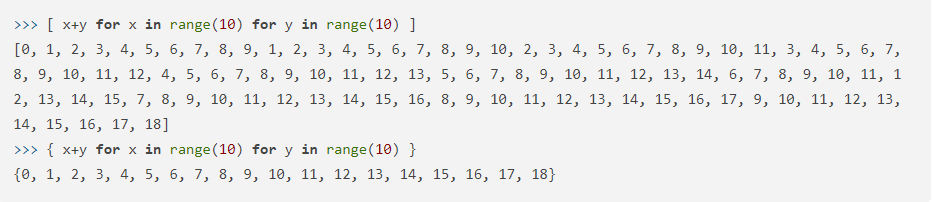 >>> [ x+y for x in range(10) for y in range(10) ]
[0, 1, 2, 3, 4, 5, 6, 7, 8, 9, 1, 2, 3, 4, 5, 6, 7, 8, 9, 10, 2, 3, 4, 5, 6, 7, 8, 9, 10, 11, 3, 4, 5, 6, 7,
8, 9, 10, 11, 12, 4, 5, 6, 7, 8, 9, 10, 11, 12, 13, 5, 6, 7, 8, 9, 10, 11, 12, 13, 14, 6, 7, 8, 9, 10, 11, 1
2, 13, 14, 15, 7, 8, 9, 10, 11, 12, 13, 14, 15, 16, 8, 9, 10, 11, 12, 13, 14, 15, 16, 17, 9, 10, 11, 12, 13,
14, 15, 16, 17, 18]
>>> { x+y for x in range(10) for y in range(10) }
{0, 1, 2, 3, 4, 5, 6, 7, 8, 9, 10, 11, 12, 13, 14, 15, 16, 17, 18}